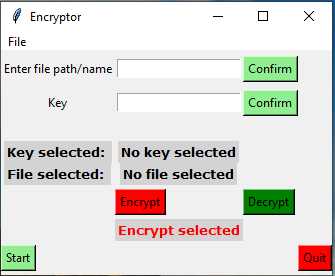 Encryptor
File
Enter file path/name Confirm
Key Confirm
Key selected: No key selected
File selected: No file selected
Encrypt Decrypt
Encrypt selected
Start Quit